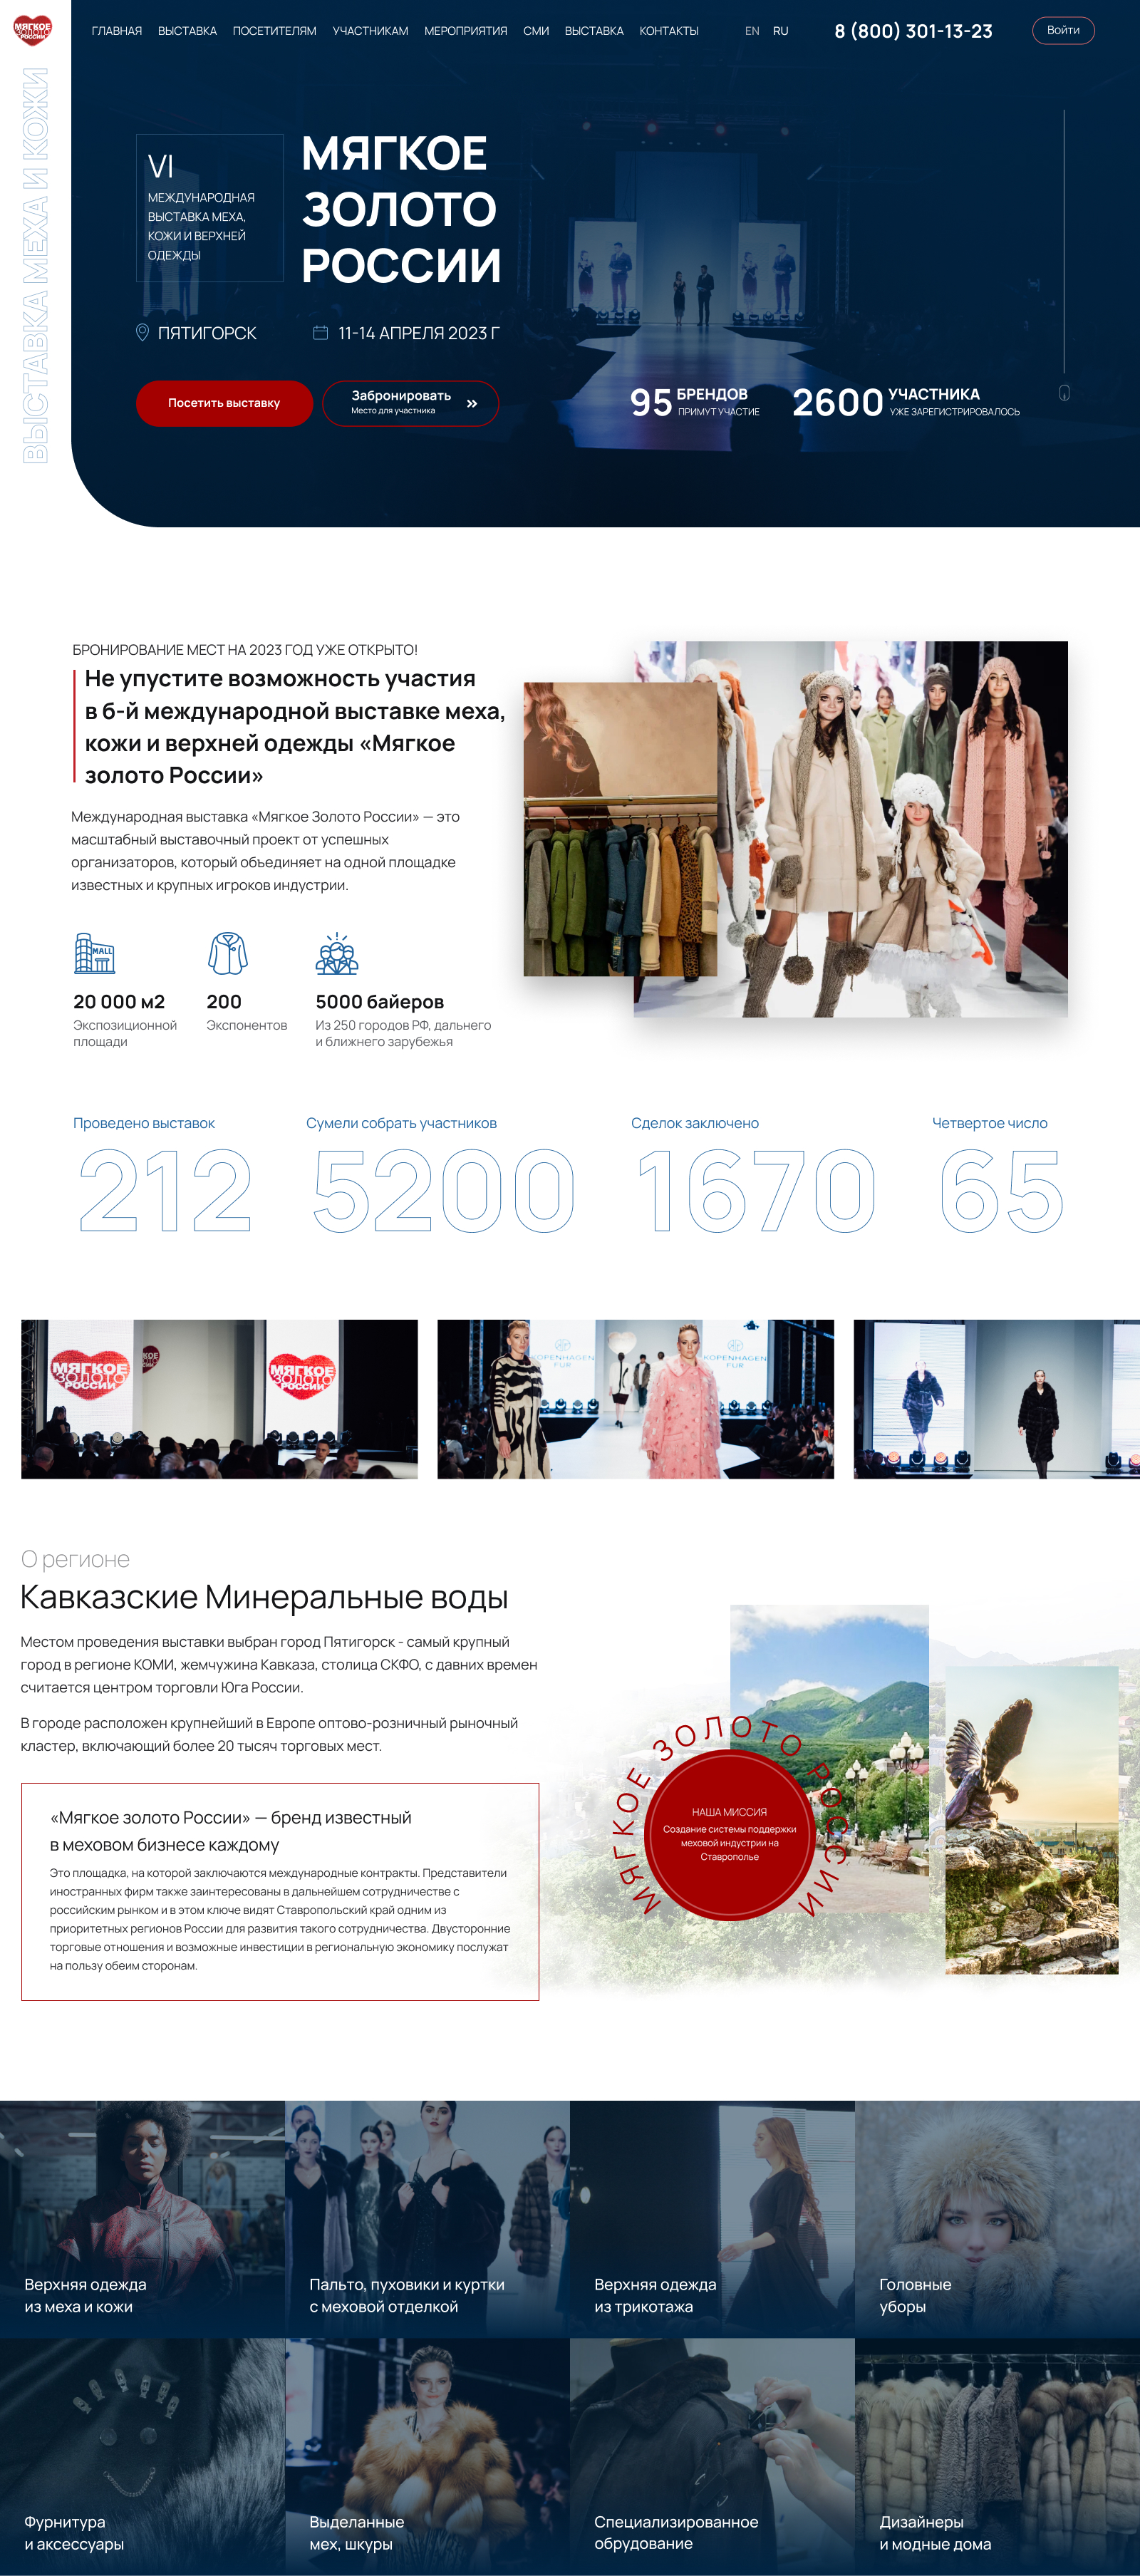 МЯГКОЕ
ЗОЛОТО
РОССИИ
ГЛАВНАЯ ВЫСТАВКА ПОСЕТИТЕЛЯМ УЧАСТНИКАМ МЕРОПРИЯТИЯ СМИ ВЫСТАВКА КОНТАКТЫ EN RU 8 (800) 301-13-23 Войти
ВЫСТАВКА МЕХА И КОЖИ
VI
МЕЖДУНАРОДНАЯ
ВЫСТАВКА МЕХА,
КОЖИ И ВЕРХНЕЙ
ОДЕЖДЫ
МЯГКОЕ
ЗОЛОТО
РОССИИ
ПЯТИГОРСК 11-14 АПРЕЛЯ 2023 Г
Посетить выставку
Забронировать
Место для участника
95 БРЕНДОВ
ПРИМУТ УЧАСТИЕ
2600 УЧАСТНИКА
УЖЕ ЗАРЕГИСТРИРОВАЛОСЬ
БРОНИРОВАНИЕ МЕСТ НА 2023 ГОД УЖЕ ОТКРЫТО!
Не упустите возможность участия
в 6-й международной выставке меха,
кожи и верхней одежды «Мягкое
золото России»
Международная выставка «Мягкое Золото России» — это
масштабный выставочный проект от успешных
организаторов, который объединяет на одной площадке
известных и крупных игроков индустрии.
MALL
20 000 м2
Экспозиционной
площади
200
Экспонентов
5000 байеров
Из 250 городов РФ, дальнего
и ближнего зарубежья
Проведено выставок
212
Сумели собрать участников
5200
Сделок заключено
1670
Четвертое число
65
МЯГКОЕ
ЗОЛОТО
РОССИИ
МЯГКОЕ
ЗОЛОТО
РОССИИ
KOPENHAGEN
FUR
KOPENHAGEN
FUR
О регионе
Кавказские Минеральные воды
Местом проведения выставки выбран город Пятигорск - самый крупный
город в регионе КОМИ, жемчужина Кавказа, столица СКФО, с давних времен
считается центром торговли Юга России.
В городе расположен крупнейший в Европе оптово-розничный рыночный
кластер, включающий более 20 тысяч торговых мест.
«Мягкое золото России» — бренд известный
в меховом бизнесе каждому
Это площадка, на которой заключаются международные контракты. Представители
иностранных фирм также заинтересованы в дальнейшем сотрудничестве с
российским рынком и в этом ключе видят Ставропольский край одним из
приоритетных регионов России для развития такого сотрудничества. Двусторонние
торговые отношения и возможные инвестиции в региональную экономику послужат
на пользу обеим сторонам.
МЯГКОЕ ЗОЛОТО РОССИИ
НАША МИССИЯ
Создание системы поддержки
меховой индустрии на
Ставрополье
Верхняя одежда
из меха и кожи
Пальто, пуховики и куртки
с меховой отделкой
Верхняя одежда
из трикотажа
Головные
уборы
Фурнитура
и аксессуары
Выделанные
мех, шкуры
Специализированное
обрудование
Дизайнеры
и модные дома